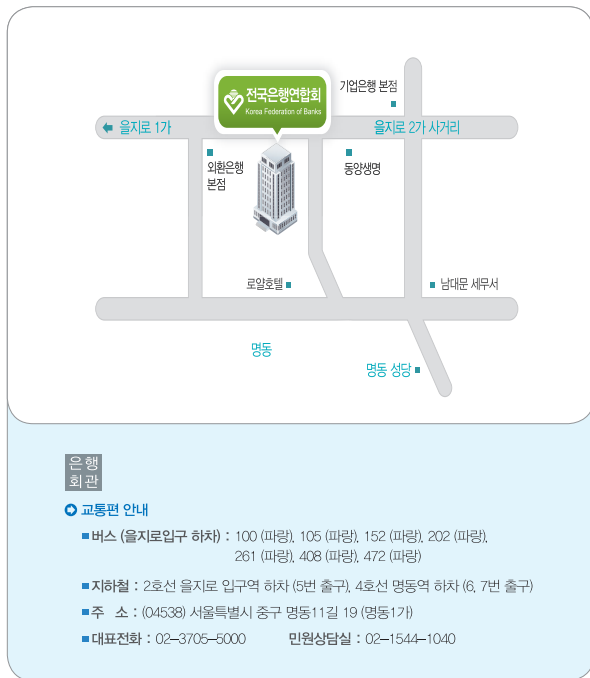 기업은행 본점
전국은행연합회
Korea Federation of Banks
을지로 1가
을지로 2가 사거리
외환은행
본점
동양생명
로얄호텔
남대문 세무서
명동
명동 성당
은행
회관
교통편 안내
버스 (을지로입구 하차) : 100 (파랑), 105 (파랑), 152 (파랑), 202 (파랑),
261 (파랑), 408 (파랑), 472 (파랑)
지하철 : 2호선 을지로 입구역 하차 (5번 출구), 4호선 명동역 하차 (6, 7번 출구)
주 소 : (04538) 서울특별시 중구 명동11길 19 (명동1가)
대표전화 : 02–3705–5000 민원상담실 : 02–1544–1040